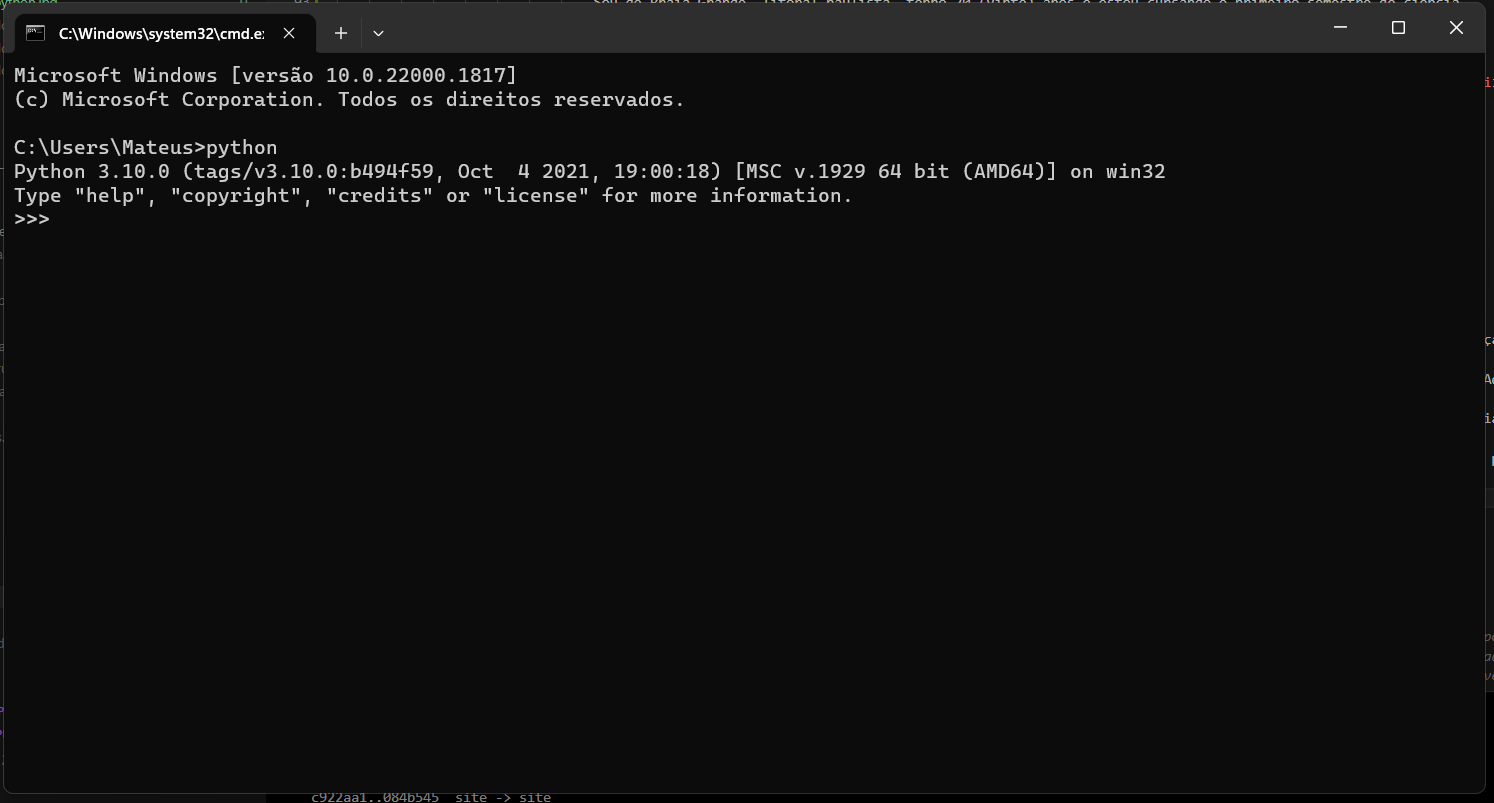 C:\Windows\system32\cmd.e
Microsoft Windows [versão 10.0.22000.1817]
(c) Microsoft Corporation. Todos os direitos reservados.
C:\Users\Mateus>python
Python 3.10.0 (tags/v3.10.0:b494f59, Oct  4 2021, 19:00:18) [MSC v.1929 64 bit (AMD64)] on win32
Type "help", "copyright", "credits" or "license" for more information.
>>>
c922aa1..084b545  site -> site